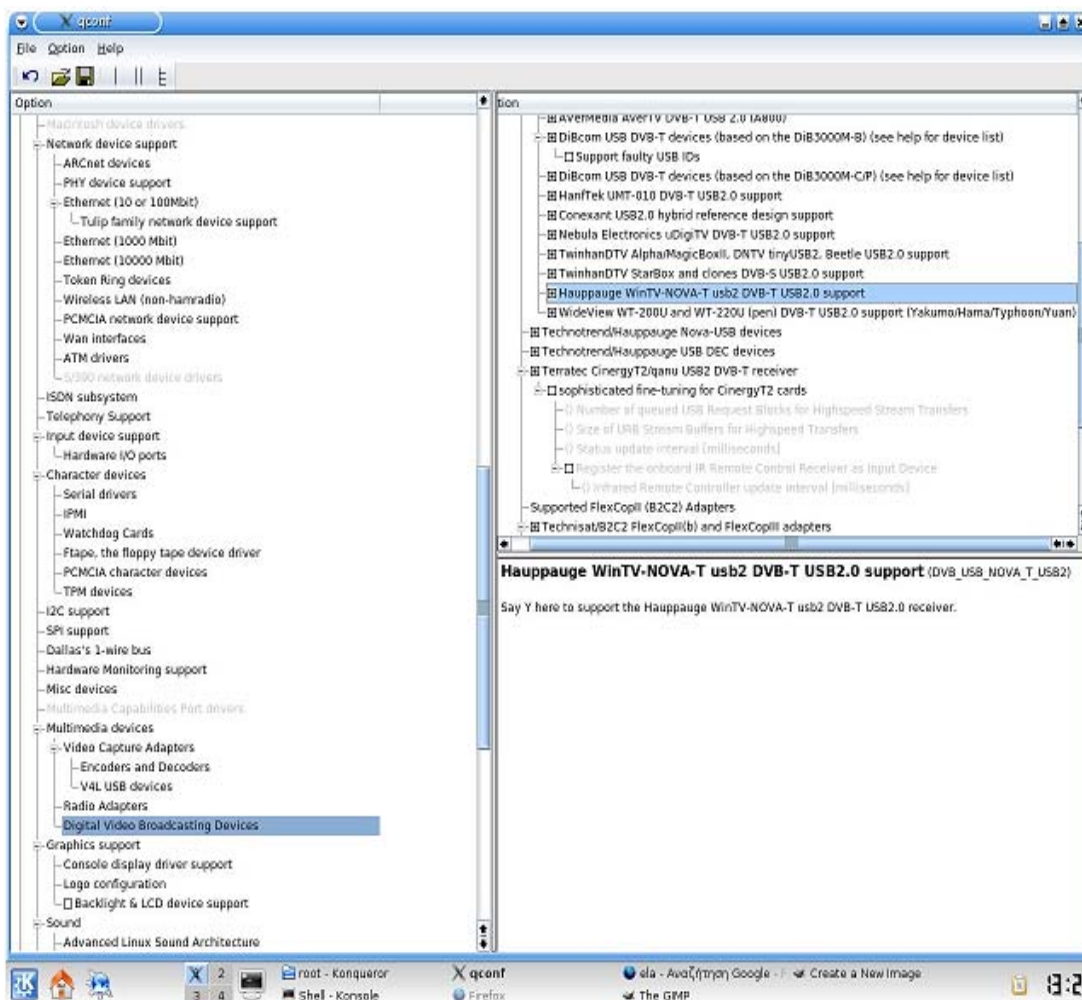 qconf
File Option Help
Option
Macintosh device drivers
Network device support
ARCnet devices
PHY device support
Ethernet (10 or 100Mbit)
Tulip family network device support
Ethernet (1000 Mbit)
Ethernet (10000 Mbit)
Token Ring devices
Wireless LAN (non-hamradio)
PCMCIA network device support
Wan interfaces
ATM drivers
S/390 network device drivers
ISDN subsystem
Telephony Support
Input device support
Hardware I/O ports
Character devices
Serial drivers
IPMI
Watchdog Cards
Ftape, the floppy tape device driver
PCMCIA character devices
TPM devices
I2C support
SPI support
Dallas's 1-wire bus
Hardware Monitoring support
Misc devices
Multimedia Capabilities Port drivers
Multimedia devices
Video Capture Adapters
Encoders and Decoders
V4L USB devices
Radio Adapters
Digital Video Broadcasting Devices
Graphics support
Console display driver support
Logo configuration
Backlight & LCD device support
Sound
Advanced Linux Sound Architecture
tion
AVerMedia AverTV DVB-T USB 2.0 (A800)
DiBcom USB DVB-T devices (based on the DiB3000M-B) (see help for device list)
Support faulty USB IDs
DiBcom USB DVB-T devices (based on the DiB3000M-C/P) (see help for device list)
HanfTek UMT-010 DVB-T USB2.0 support
Conexant USB2.0 hybrid reference design support
Nebula Electronics uDigiTV DVB-T USB2.0 support
TwinhanDTV Alpha/MagicBoxII, DNTV tinyUSB2, Beetle USB2.0 support
TwinhanDTV StarBox and clones DVB-S USB2.0 support
Hauppauge WinTV-NOVA-T usb2 DVB-T USB2.0 support
WideView WT-200U and WT-220U (pen) DVB-T USB2.0 support (Yakumo/Hama/Typhoon/Yuan)
Technotrend/Hauppauge Nova-USB devices
Technotrend/Hauppauge USB DEC devices
Terratec CinergyT2/qanu USB2 DVB-T receiver
sophisticated fine-tuning for CinergyT2 cards
() Number of queued USB Request Blocks for Highspeed Stream Transfers
() Size of URB Stream Buffers for Highspeed Transfers
() Status update interval [milliseconds]
Register the onboard IR Remote Control Receiver as Input Device
() Infrared Remote Controller update interval [milliseconds]
Supported FlexCopII (B2C2) Adapters
Technisat/B2C2 FlexCopII(b) and FlexCopIII adapters
Hauppauge WinTV-NOVA-T usb2 DVB-T USB2.0 support (DVB_USB_NOVA_T_USB2)
Say Y here to support the Hauppauge WinTV-NOVA-T usb2 DVB-T USB2.0 receiver.
X 2
3 4
root - Konqueror
Shell - Konsole
qconf
Firefox
ela - Αναζήτηση Google - F
The GIMP
Create a New Image
13:2